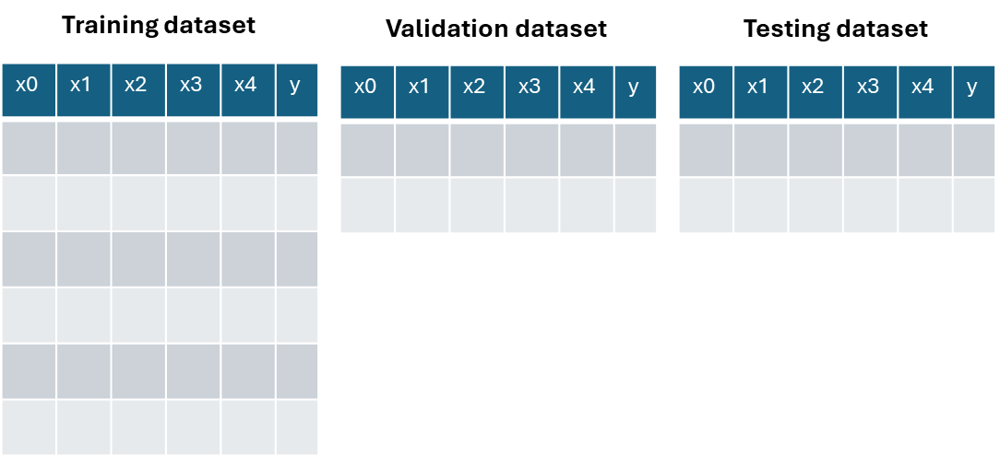 Training dataset
x0 x1 x2 x3 x4 y
Validation dataset
x0 x1 x2 x3 x4 y
Testing dataset
x0 x1 x2 x3 x4 y